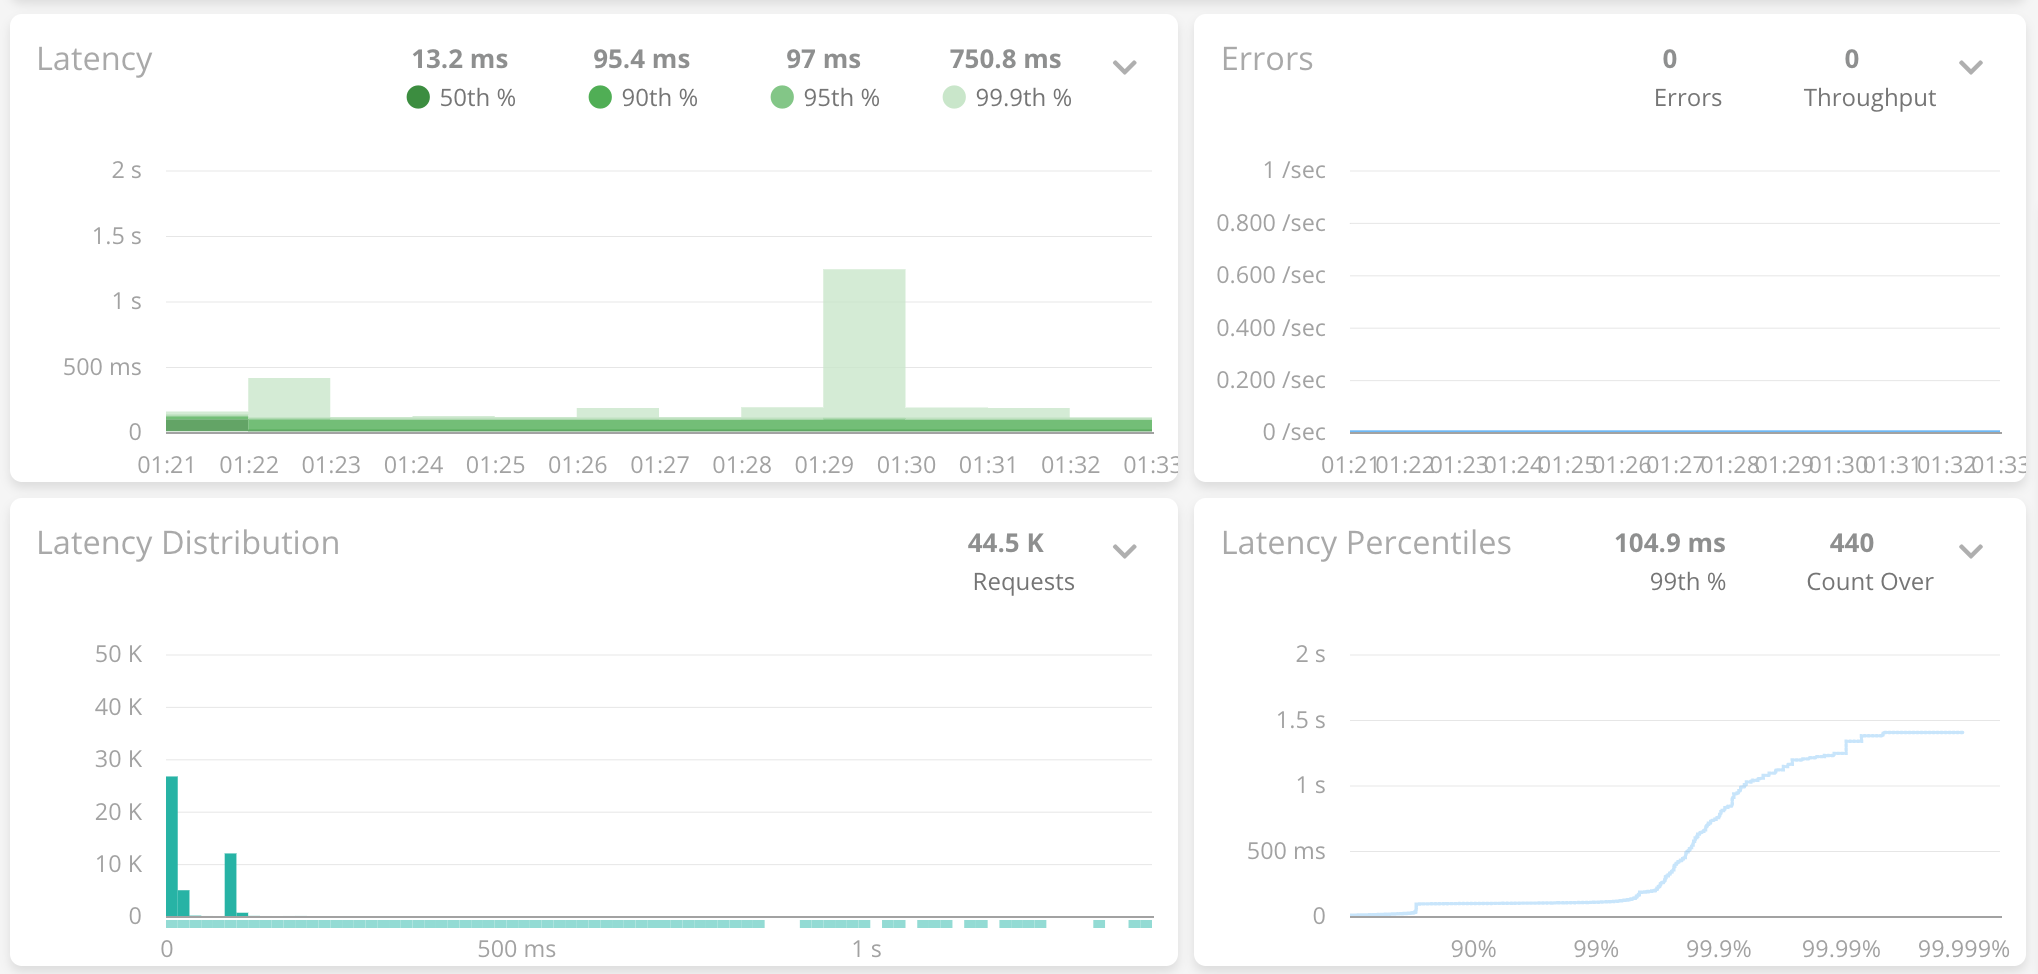 Latency
13.2 ms 95.4 ms 97 ms 750.8 ms
50th % 90th % 95th % 99.9th %
2 s
1.5 s
1 s
500 ms
0
01:21 01:22 01:23 01:24 01:25 01:26 01:27 01:28 01:29 01:30 01:31 01:32 01:33
Errors
0 0
Errors Throughput
1 /sec
0.800 /sec
0.600 /sec
0.400 /sec
0.200 /sec
0 /sec
01:21 01:22 01:23 01:24 01:25 01:26 01:27 01:28 01:29 01:30 01:31 01:32 01:33
Latency Distribution
44.5 K
Requests
50 K
40 K
30 K
20 K
10 K
0
0 500 ms 1 s
Latency Percentiles
104.9 ms 440
99th % Count Over
2 s
1.5 s
1 s
500 ms
0
90% 99% 99.9% 99.99% 99.999%